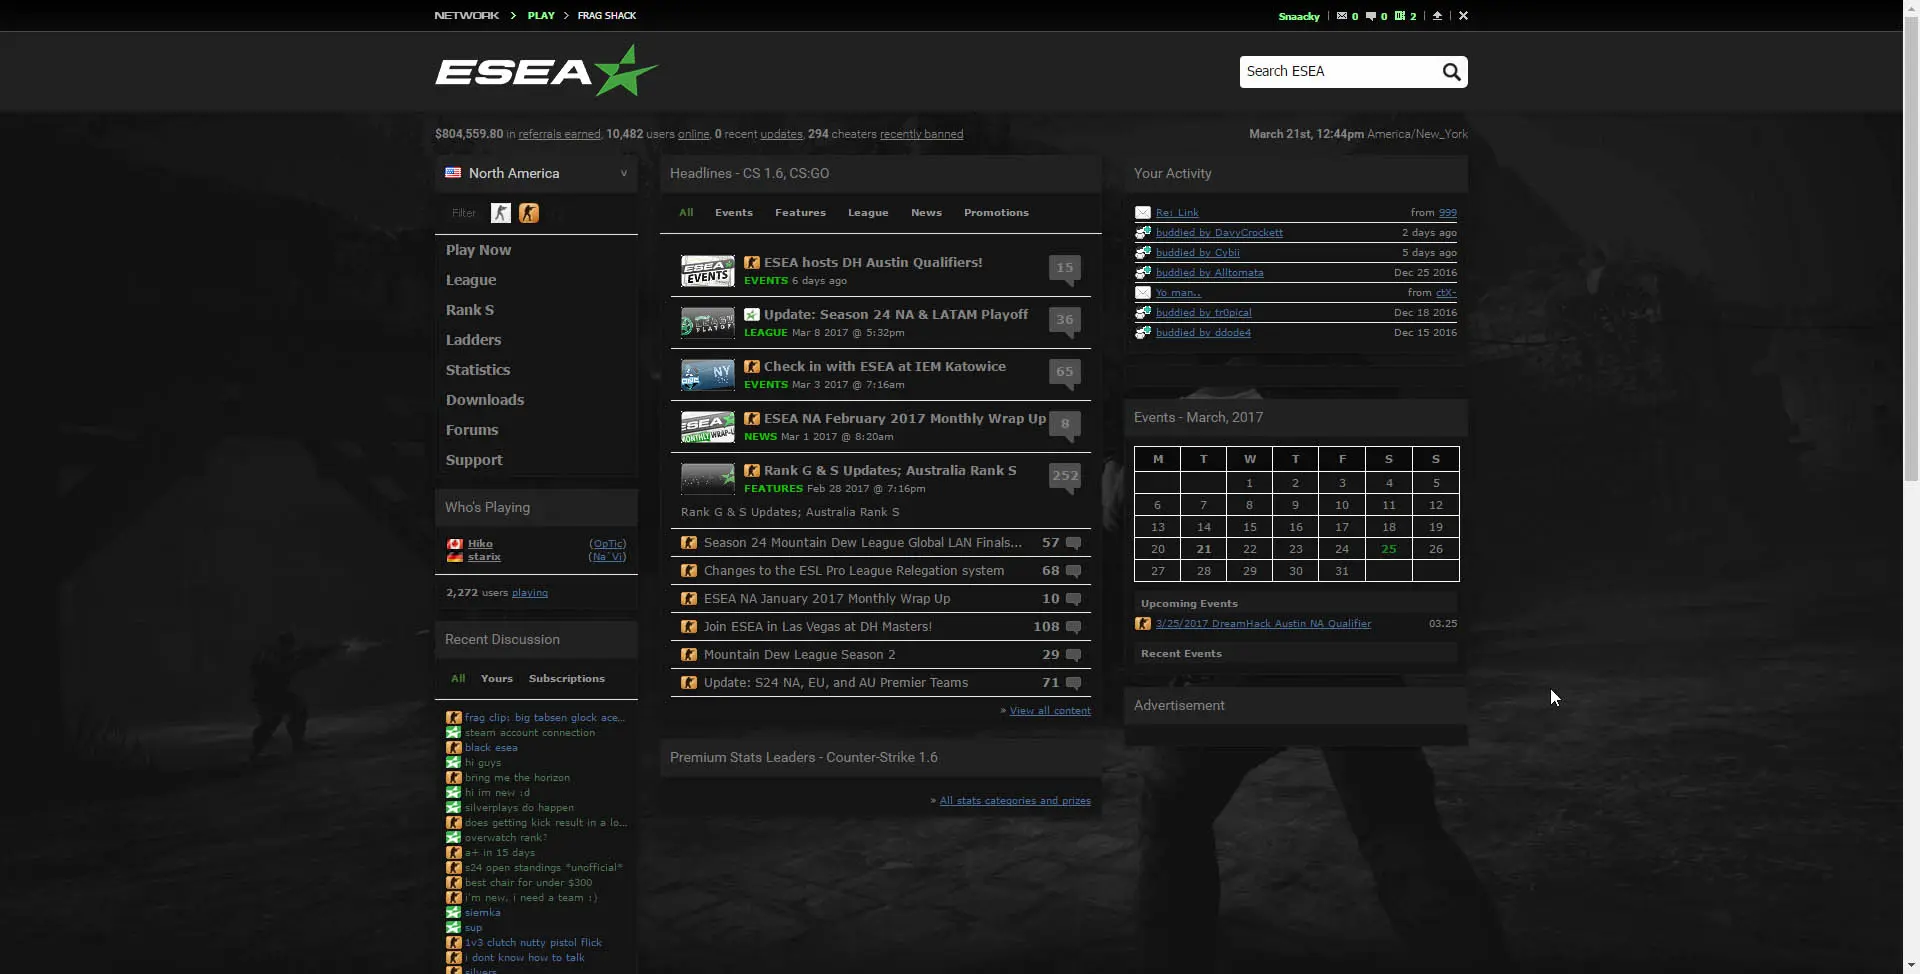 NETWORK > PLAY > FRAG SHACK
Snaacky | 0 0 2 | | ×
ESEA
Search ESEA
$804,559.80 in referrals earned, 10,482 users online, 0 recent updates, 294 cheaters recently banned
March 21st, 12:44pm America/New_York
North America v
Filter
Play Now
League
Rank S
Ladders
Statistics
Downloads
Forums
Support
Who's Playing
Hiko (OpTic)
starix (Na`Vi)
2,272 users playing
Recent Discussion
All Yours Subscriptions
frag clip: big tabsen glock ace...
steam account connection
black esea
hi guys
bring me the horizon
hi im new :d
silverplays do happen
does getting kick result in a lo...
overwatch rank?
a+ in 15 days
s24 open standings *unofficial*
best chair for under $300
i'm new, i need a team :)
siemka
sup
1v3 clutch nutty pistol flick
i dont know how to talk
silvers
Headlines - CS 1.6, CS:GO
All Events Features League News Promotions
ESEA EVENTS
ESEA hosts DH Austin Qualifiers! 15
EVENTS 6 days ago
Update: Season 24 NA & LATAM Playoff 36
LEAGUE Mar 8 2017 @ 5:32pm
NY
Check in with ESEA at IEM Katowice 65
EVENTS Mar 3 2017 @ 7:16am
ESEA NA February 2017 Monthly Wrap Up 8
NEWS Mar 1 2017 @ 8:20am
Rank G & S Updates; Australia Rank S 252
FEATURES Feb 28 2017 @ 7:16pm
Rank G & S Updates; Australia Rank S
Season 24 Mountain Dew League Global LAN Finals... 57
Changes to the ESL Pro League Relegation system 68
ESEA NA January 2017 Monthly Wrap Up 10
Join ESEA in Las Vegas at DH Masters! 108
Mountain Dew League Season 2 29
Update: S24 NA, EU, and AU Premier Teams 71
» View all content
Premium Stats Leaders - Counter-Strike 1.6
» All stats categories and prizes
Your Activity
Re: Link from 999
buddied by DavyCrockett 2 days ago
buddied by Cybii 5 days ago
buddied by Alltomata Dec 25 2016
Yo man.. from ctX-
buddied by tr0pical Dec 18 2016
buddied by ddode4 Dec 15 2016
Events - March, 2017
M T W T F S S
1 2 3 4 5
6 7 8 9 10 11 12
13 14 15 16 17 18 19
20 21 22 23 24 25 26
27 28 29 30 31
Upcoming Events
3/25/2017 DreamHack Austin NA Qualifier 03.25
Recent Events
Advertisement